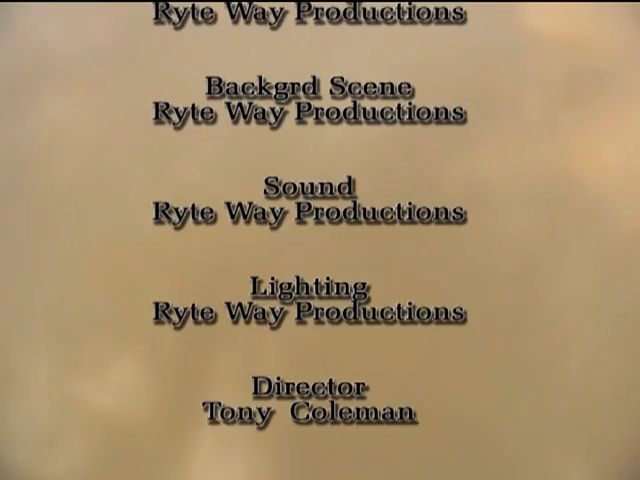 Ryte Way Productions
Backgrd Scene
Ryte Way Productions
Sound
Ryte Way Productions
Lighting
Ryte Way Productions
Director
Tony Coleman